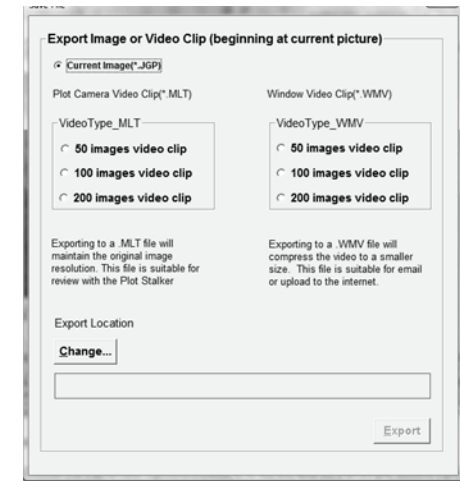 Export Image or Video Clip (beginning at current picture)
Current Image(*.JGP)
Plot Camera Video Clip(*.MLT)
Window Video Clip(*.WMV)
VideoType_MLT
50 images video clip
100 images video clip
200 images video clip
VideoType_WMV
50 images video clip
100 images video clip
200 images video clip
Exporting to a .MLT file will
maintain the original image
resolution. This file is suitable for
review with the Plot Stalker
Exporting to a .WMV file will
compress the video to a smaller
size. This file is suitable for email
or upload to the internet.
Export Location
Change...
Export